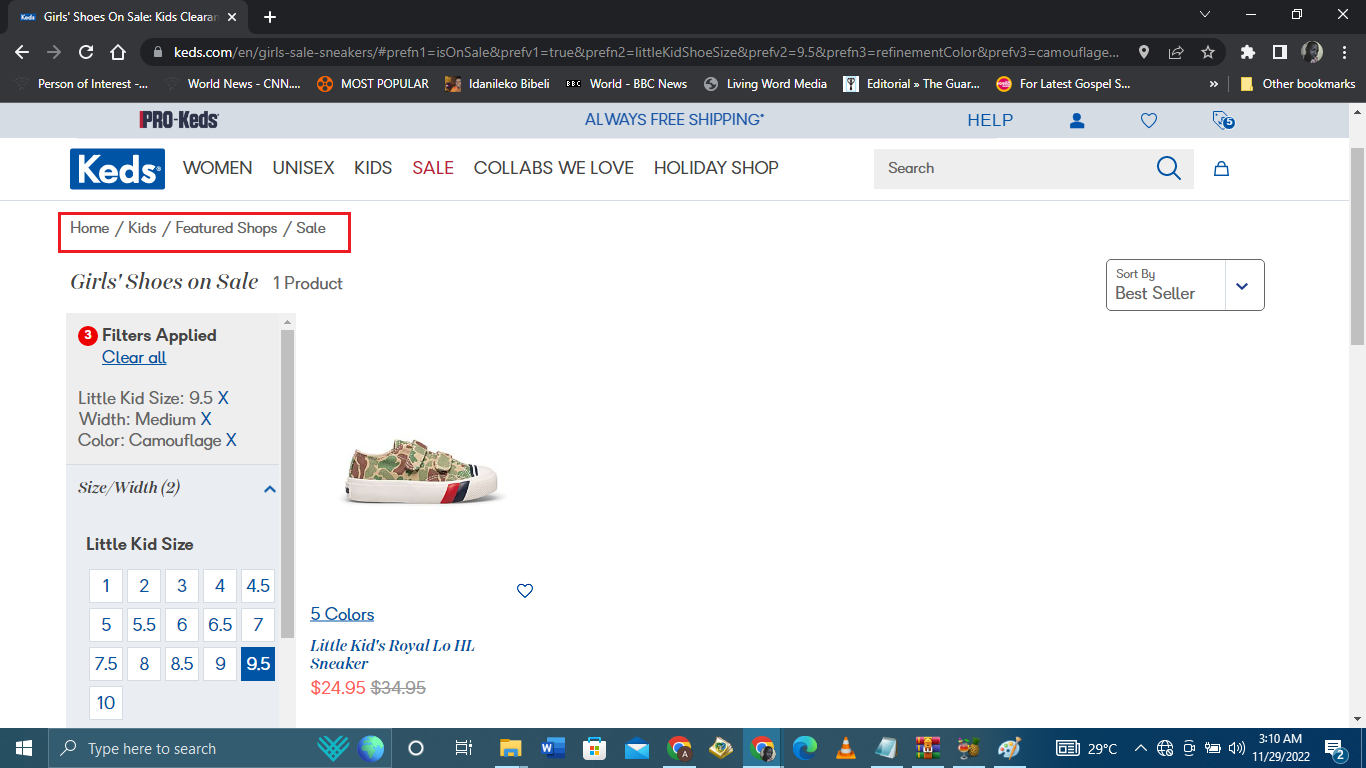 Keds Girls' Shoes On Sale: Kids Clearan
keds.com/en/girls-sale-sneakers/#prefn1=isOnSale&prefv1=true&prefn2=littleKidShoeSize&prefv2=9.5&prefn3=refinementColor&prefv3=camouflage...
Person of Interest -... World News – CNN.... MOST POPULAR Idanileko Bibeli BBC World - BBC News Living Word Media Editorial » The Guar... For Latest Gospel S... » Other bookmarks
PRO-Keds ALWAYS FREE SHIPPING* HELP 5
Keds WOMEN UNISEX KIDS SALE COLLABS WE LOVE HOLIDAY SHOP Search
Home / Kids / Featured Shops / Sale
Girls' Shoes on Sale 1 Product
Sort By
Best Seller
3 Filters Applied
Clear all
Little Kid Size: 9.5 X
Width: Medium X
Color: Camouflage X
Size/Width (2)
Little Kid Size
1 2 3 4 4.5
5 5.5 6 6.5 7
7.5 8 8.5 9 9.5
10
5 Colors
Little Kid's Royal Lo HL
Sneaker
$24.95 $34.95
Type here to search
29°C
3:10 AM
11/29/2022
2